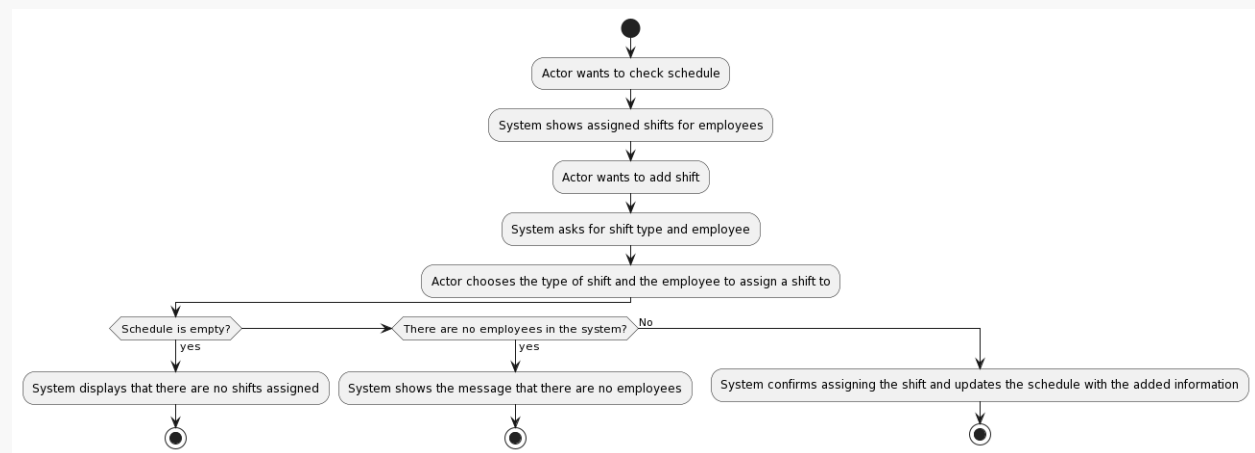 Actor wants to check schedule
System shows assigned shifts for employees
Actor wants to add shift
System asks for shift type and employee
Actor chooses the type of shift and the employee to assign a shift to
Schedule is empty?
There are no employees in the system?
No
yes
yes
System displays that there are no shifts assigned
System shows the message that there are no employees
System confirms assigning the shift and updates the schedule with the added information